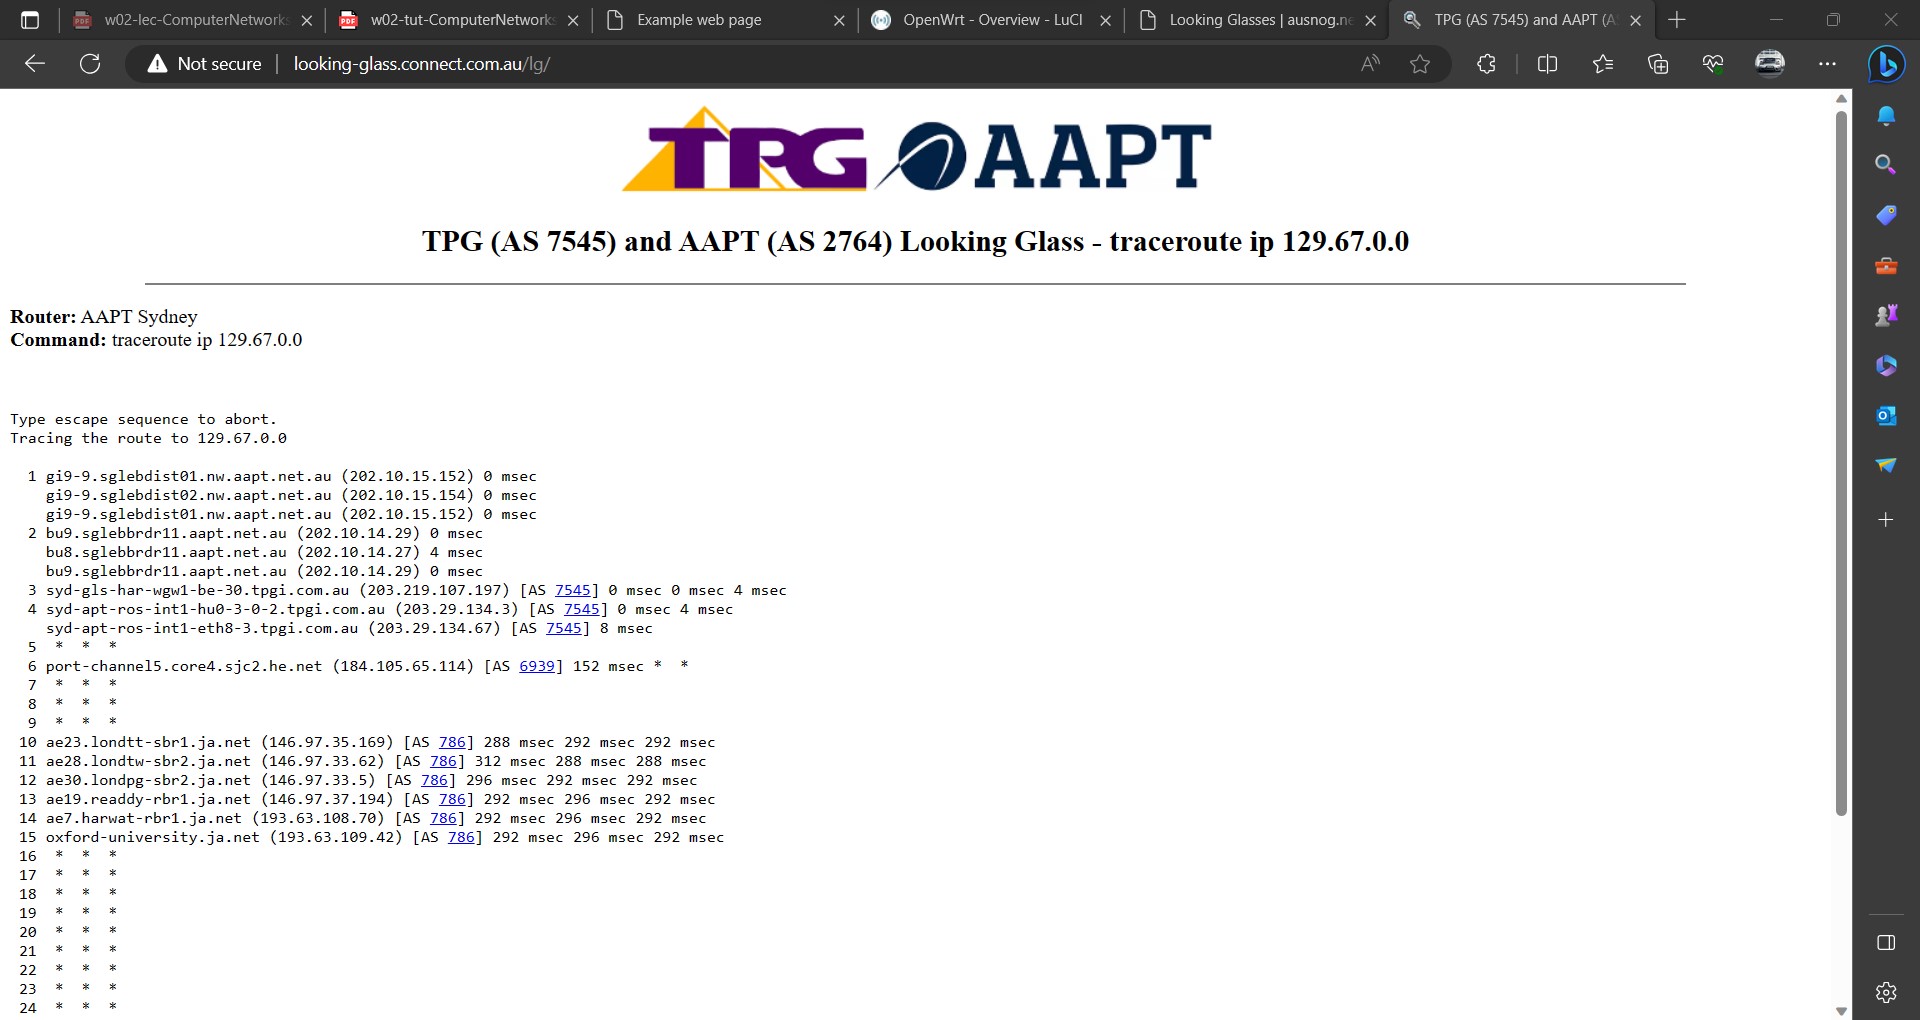 w02-lec-ComputerNetworks
w02-tut-ComputerNetworks
Example web page
OpenWrt - Overview - LuCI
Looking Glasses | ausnog.ne
TPG (AS 7545) and AAPT (AS
Not secure
looking-glass.connect.com.au/lg/
TPG AAPT
TPG (AS 7545) and AAPT (AS 2764) Looking Glass - traceroute ip 129.67.0.0
Router: AAPT Sydney
Command: traceroute ip 129.67.0.0
Type escape sequence to abort.
Tracing the route to 129.67.0.0
1 gi9-9.sglebdist01.nw.aapt.net.au (202.10.15.152) 0 msec
gi9-9.sglebdist02.nw.aapt.net.au (202.10.15.154) 0 msec
gi9-9.sglebdist01.nw.aapt.net.au (202.10.15.152) 0 msec
2 bu9.sglebbrdr11.aapt.net.au (202.10.14.29) 0 msec
bu8.sglebbrdr11.aapt.net.au (202.10.14.27) 4 msec
bu9.sglebbrdr11.aapt.net.au (202.10.14.29) 0 msec
3 syd-gls-har-wgw1-be-30.tpgi.com.au (203.219.107.197) [AS 7545] 0 msec 0 msec 4 msec
4 syd-apt-ros-int1-hu0-3-0-2.tpgi.com.au (203.29.134.3) [AS 7545] 0 msec 4 msec
syd-apt-ros-int1-eth8-3.tpgi.com.au (203.29.134.67) [AS 7545] 8 msec
5 * * *
6 port-channel5.core4.sjc2.he.net (184.105.65.114) [AS 6939] 152 msec * *
7 * * *
8 * * *
9 * * *
10 ae23.londtt-sbr1.ja.net (146.97.35.169) [AS 786] 288 msec 292 msec 292 msec
11 ae28.londtw-sbr2.ja.net (146.97.33.62) [AS 786] 312 msec 288 msec 288 msec
12 ae30.londpg-sbr2.ja.net (146.97.33.5) [AS 786] 296 msec 292 msec 292 msec
13 ae19.readdy-rbr1.ja.net (146.97.37.194) [AS 786] 292 msec 296 msec 292 msec
14 ae7.harwat-rbr1.ja.net (193.63.108.70) [AS 786] 292 msec 296 msec 292 msec
15 oxford-university.ja.net (193.63.109.42) [AS 786] 292 msec 296 msec 292 msec
16 * * *
17 * * *
18 * * *
19 * * *
20 * * *
21 * * *
22 * * *
23 * * *
24 * * *